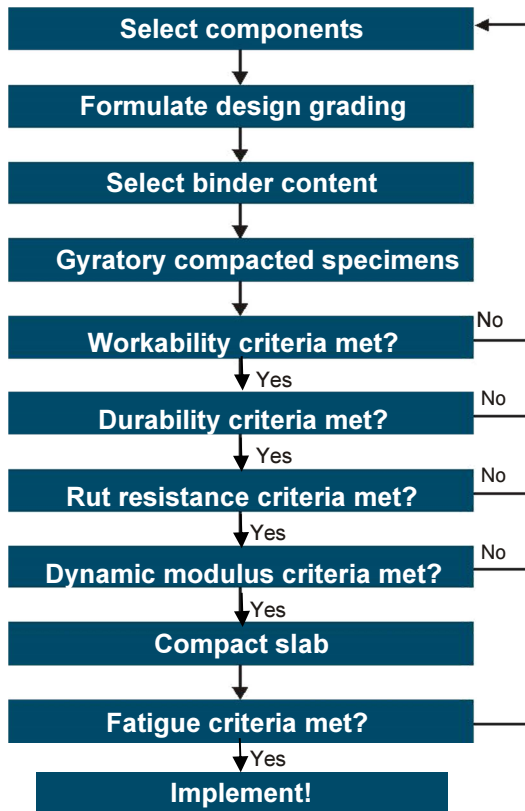 Select components
Formulate design grading
Select binder content
Gyratory compacted specimens
No
Workability criteria met?
Yes
No
Durability criteria met?
Yes
No
Rut resistance criteria met?
Yes
No
Dynamic modulus criteria met?
Yes
Compact slab
Fatigue criteria met?
Yes
Implement!